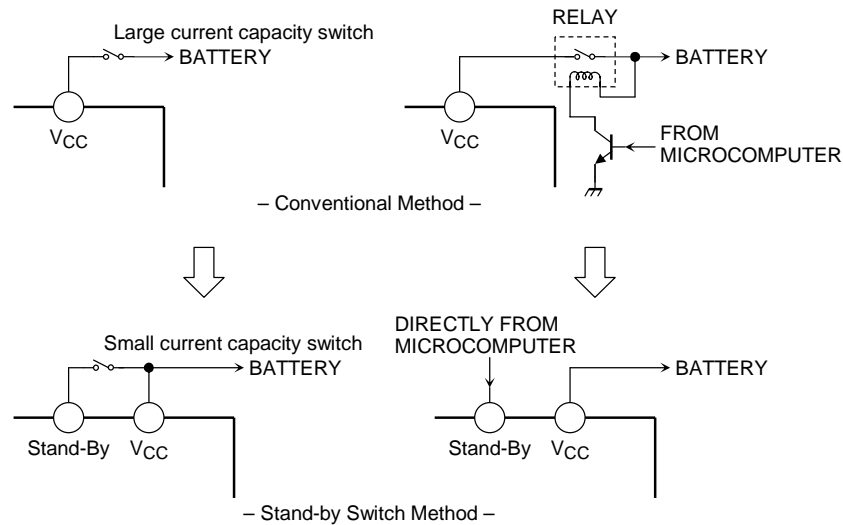 Large current capacity switch
BATTERY
VCC
RELAY
BATTERY
VCC
FROM
MICROCOMPUTER
– Conventional Method –
Small current capacity switch
BATTERY
Stand-By VCC
DIRECTLY FROM
MICROCOMPUTER
BATTERY
Stand-By VCC
– Stand-by Switch Method –